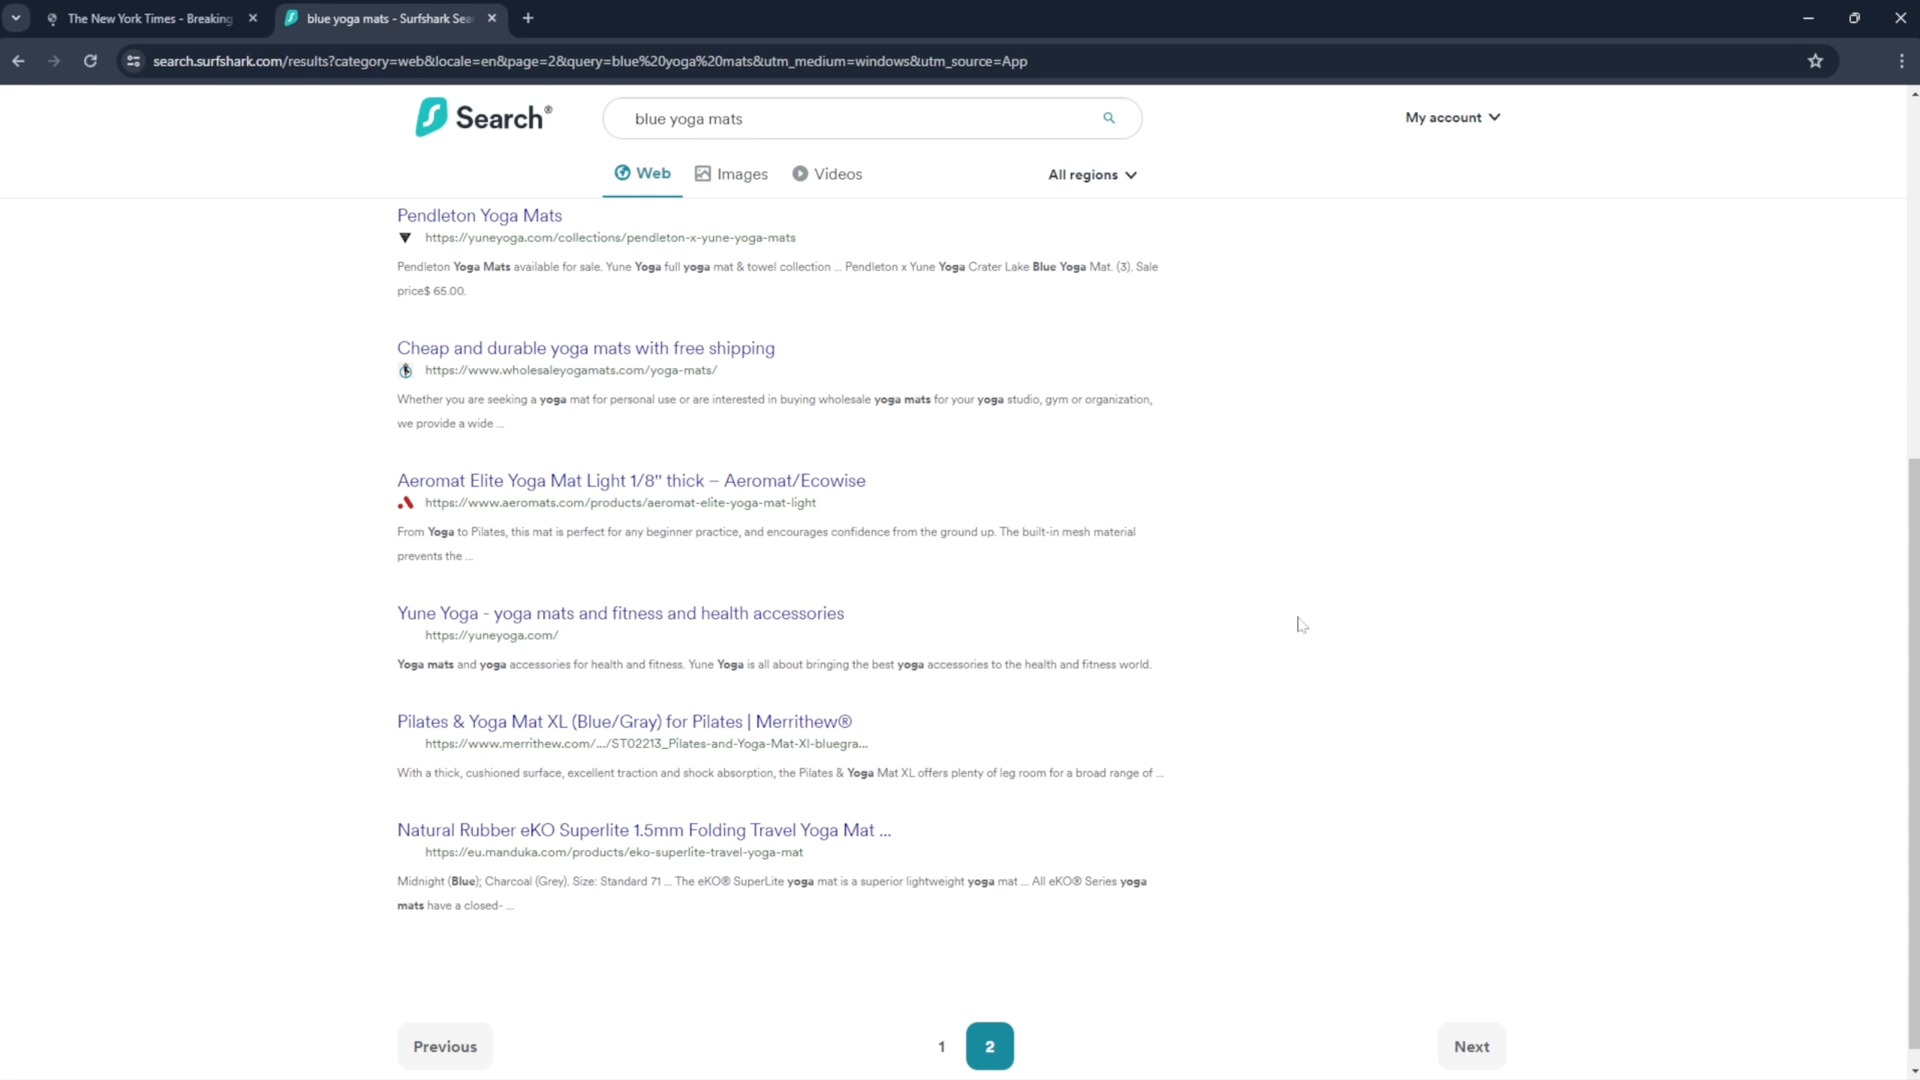 The New York Times - Breaking
blue yoga mats - Surfshark Sea
search.surfshark.com/results?category=web&locale=en&page=2&query=blue%20yoga%20mats&utm_medium=windows&utm_source=App
Search®
blue yoga mats
My account
Web
Images
Videos
All regions
Pendleton Yoga Mats
https://yuneyoga.com/collections/pendleton-x-yune-yoga-mats
Pendleton Yoga Mats available for sale. Yune Yoga full yoga mat & towel collection ... Pendleton x Yune Yoga Crater Lake Blue Yoga Mat. (3). Sale
price$ 65.00.
Cheap and durable yoga mats with free shipping
https://www.wholesaleyogamats.com/yoga-mats/
Whether you are seeking a yoga mat for personal use or are interested in buying wholesale yoga mats for your yoga studio, gym or organization,
we provide a wide ...
Aeromat Elite Yoga Mat Light 1/8" thick – Aeromat/Ecowise
https://www.aeromats.com/products/aeromat-elite-yoga-mat-light
From Yoga to Pilates, this mat is perfect for any beginner practice, and encourages confidence from the ground up. The built-in mesh material
prevents the ...
Yune Yoga - yoga mats and fitness and health accessories
https://yuneyoga.com/
Yoga mats and yoga accessories for health and fitness. Yune Yoga is all about bringing the best yoga accessories to the health and fitness world.
Pilates & Yoga Mat XL (Blue/Gray) for Pilates | Merrithew®
https://www.merrithew.com/.../ST02213_Pilates-and-Yoga-Mat-Xl-bluegra...
With a thick, cushioned surface, excellent traction and shock absorption, the Pilates & Yoga Mat XL offers plenty of leg room for a broad range of ...
Natural Rubber eKO Superlite 1.5mm Folding Travel Yoga Mat ...
https://eu.manduka.com/products/eko-superlite-travel-yoga-mat
Midnight (Blue); Charcoal (Grey). Size: Standard 71 ... The eKO® SuperLite yoga mat is a superior lightweight yoga mat ... All eKO® Series yoga
mats have a closed- ...
Previous
1
2
Next